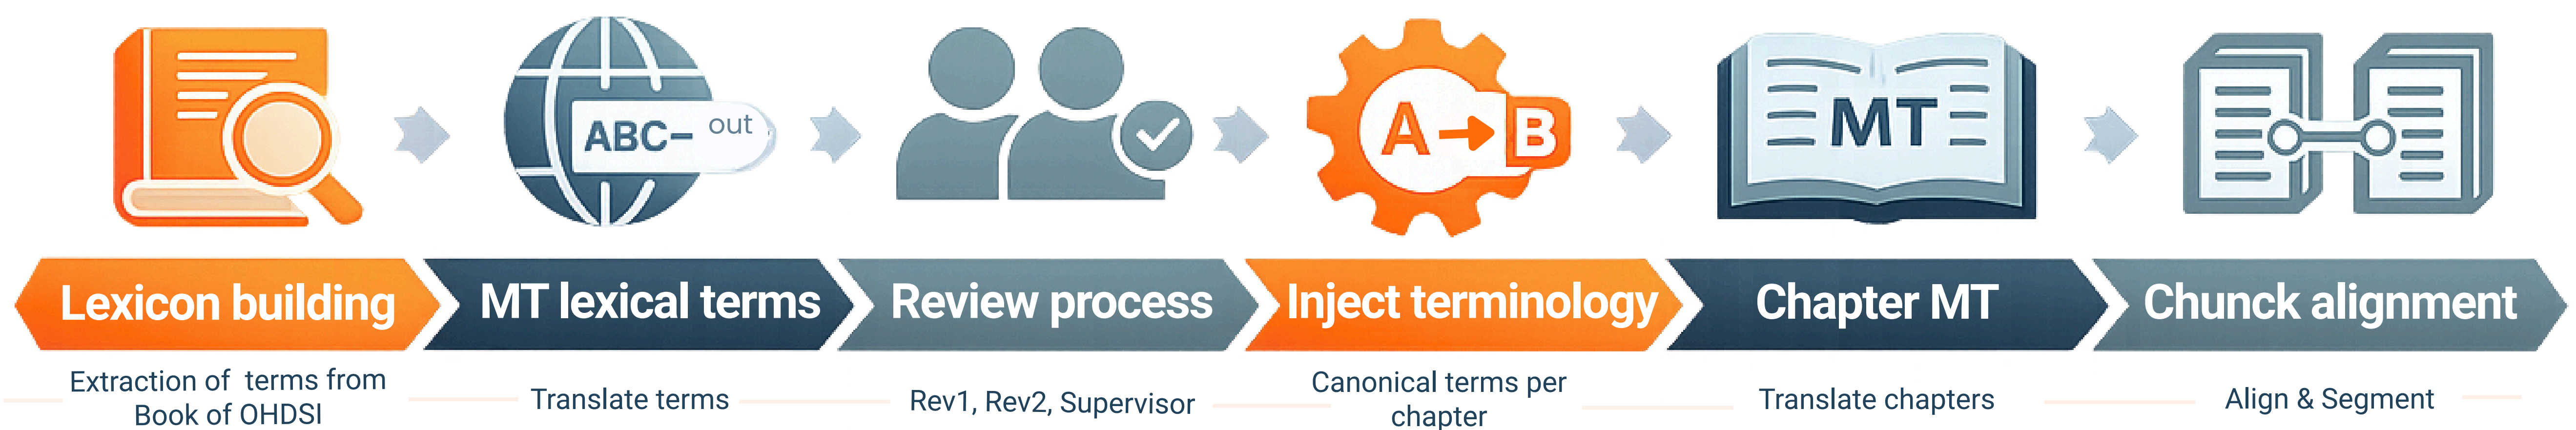 ABC– out
A → B
MT
Lexicon building
MT lexical terms
Review process
Inject terminology
Chapter MT
Chunck alignment
Extraction of terms from
Book of OHDSI
Translate terms
Rev1, Rev2, Supervisor
Canonical terms per
chapter
Translate chapters
Align & Segment